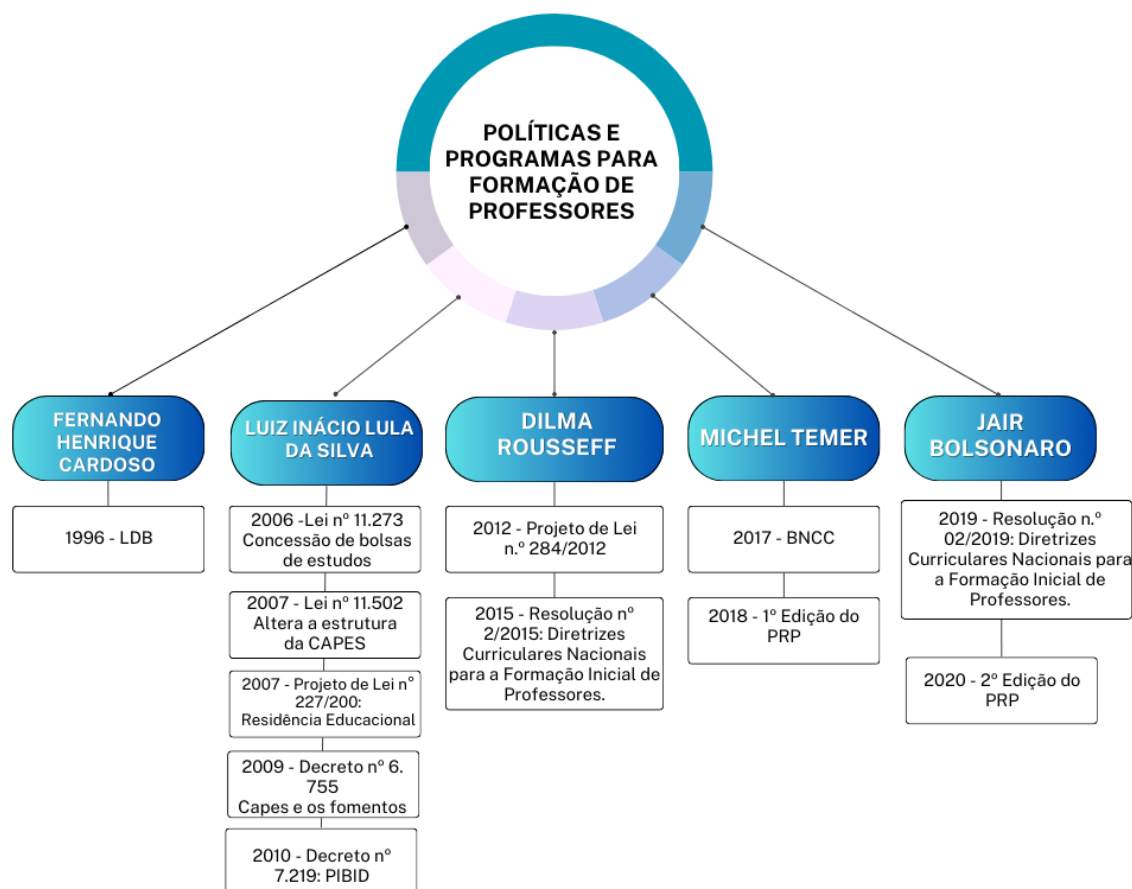 POLÍTICAS E
PROGRAMAS PARA
FORMAÇÃO DE
PROFESSORES
FERNANDO
HENRIQUE
CARDOSO
1996 - LDB
LUIZ INÁCIO LULA
DA SILVA
2006 -Lei nº 11.273
Concessão de bolsas
de estudos
2007 - Lei nº 11.502
Altera a estrutura
da CAPES
2007 - Projeto de Lei n°
227/200:
Residência Educacional
2009 - Decreto nº 6.
755
Capes e os fomentos
2010 - Decreto nº
7.219: PIBID
DILMA
ROUSSEFF
2012 - Projeto de Lei
n.º 284/2012
2015 - Resolução nº
2/2015: Diretrizes
Curriculares Nacionais
para a Formação Inicial de
Professores.
MICHEL TEMER
2017 - BNCC
2018 - 1º Edição do
PRP
JAIR
BOLSONARO
2019 - Resolução n.º
02/2019: Diretrizes
Curriculares Nacionais para
a Formação Inicial de
Professores.
2020 - 2º Edição do
PRP